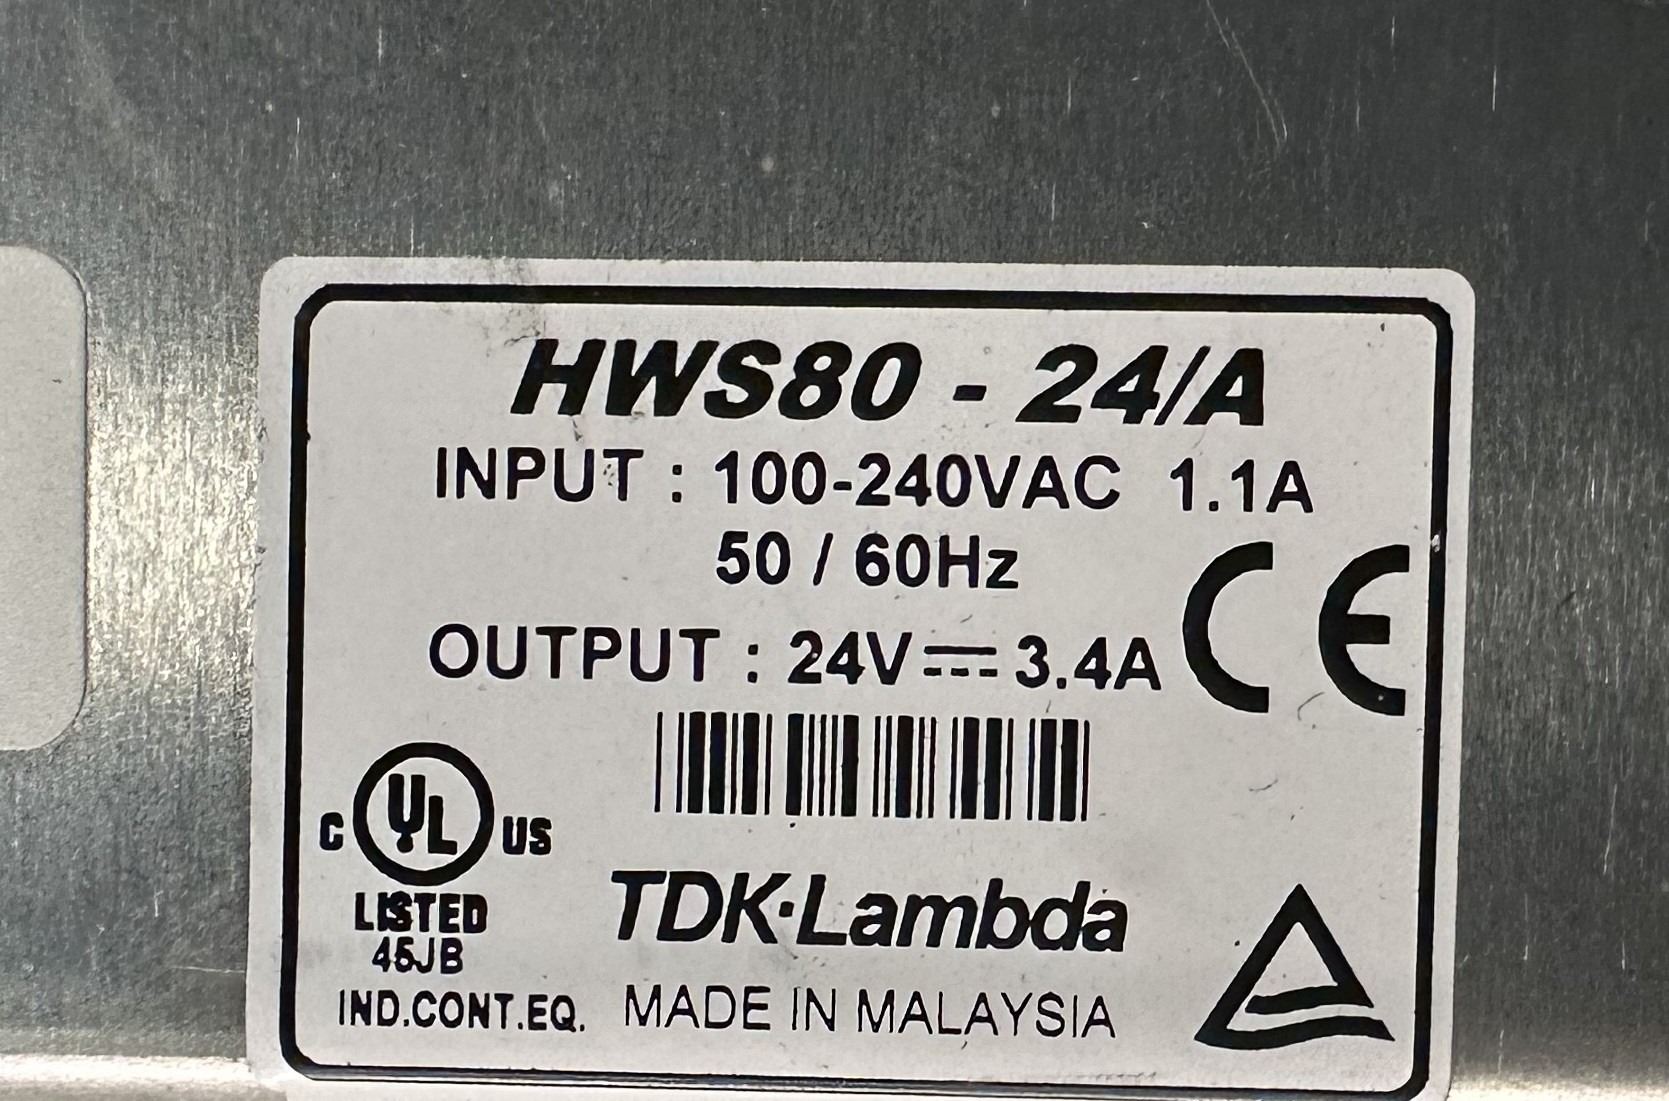 HWS80 - 24/A
INPUT : 100-240VAC 1.1A
50 / 60Hz
OUTPUT : 24V⎓3.4A
CE
C UL US
LISTED
45JB
IND.CONT.EQ.
TDK·Lambda
MADE IN MALAYSIA